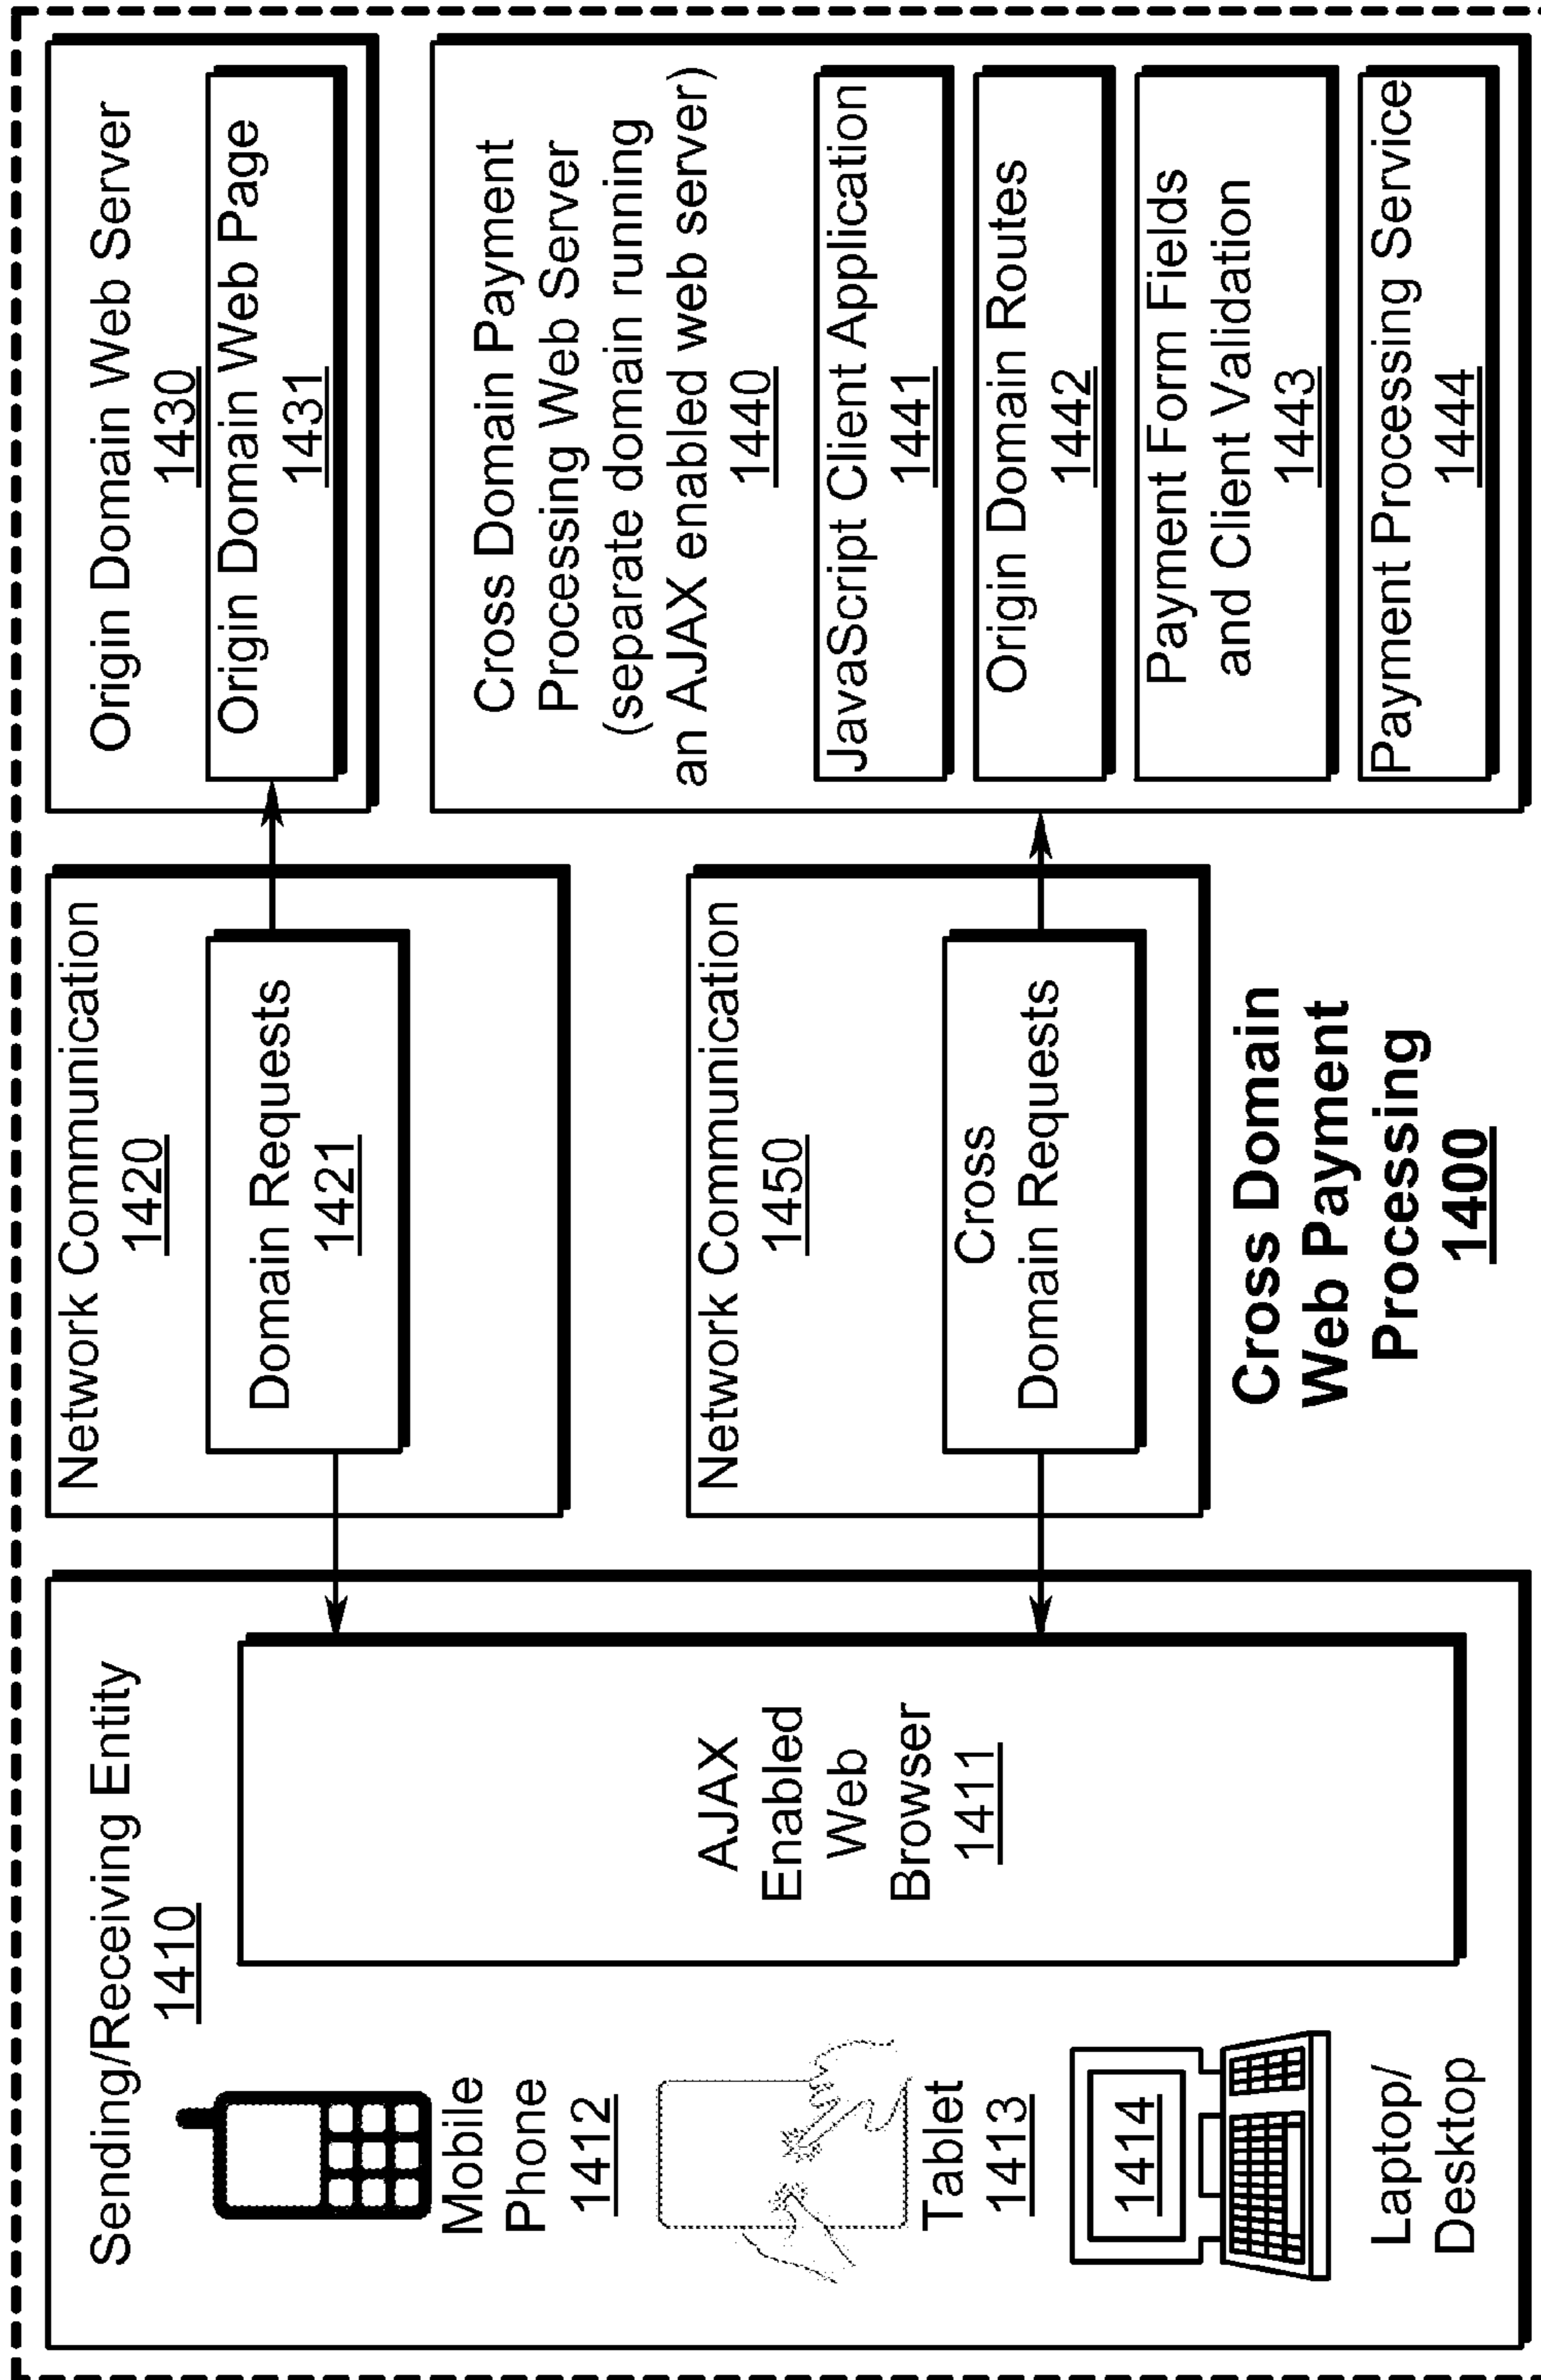 Sending/Receiving Entity
1410
Mobile
Phone
1412
Tablet
1413
1414
Laptop/
Desktop
AJAX
Enabled
Web
Browser
1411
Network Communication
1420
Domain Requests
1421
Network Communication
1450
Cross
Domain Requests
Cross Domain
Web Payment
Processing
1400
Origin Domain Web Server
1430
Origin Domain Web Page
1431
Cross Domain Payment
Processing Web Server
(separate domain running
an AJAX enabled web server)
1440
JavaScript Client Application
1441
Origin Domain Routes
1442
Payment Form Fields
and Client Validation
1443
Payment Processing Service
1444